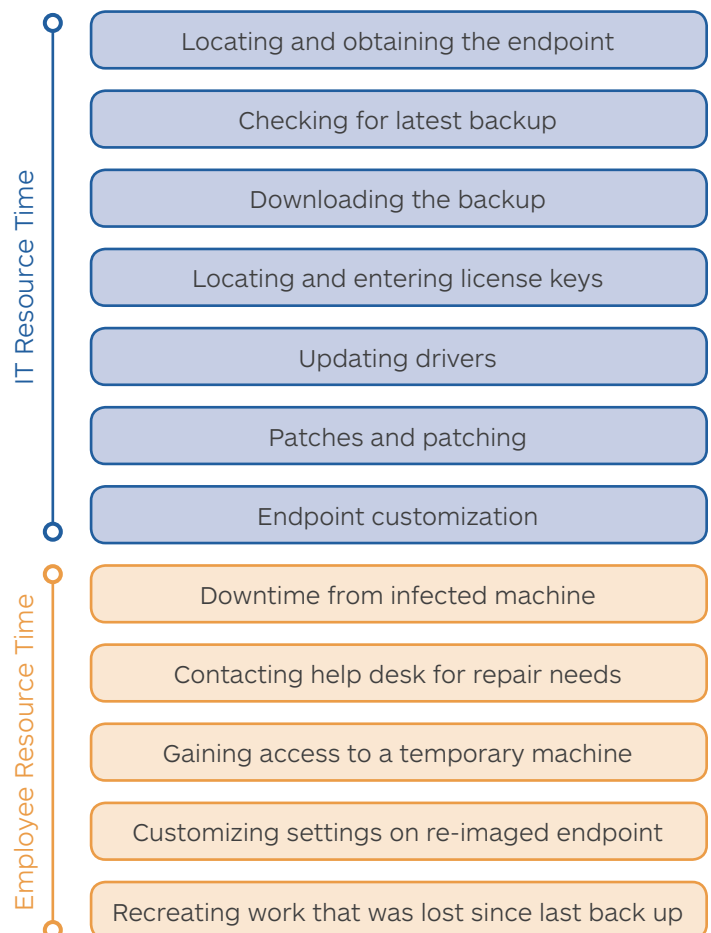 IT Resource Time
Locating and obtaining the endpoint
Checking for latest backup
Downloading the backup
Locating and entering license keys
Updating drivers
Patches and patching
Endpoint customization
Employee Resource Time
Downtime from infected machine
Contacting help desk for repair needs
Gaining access to a temporary machine
Customizing settings on re-imaged endpoint
Recreating work that was lost since last back up